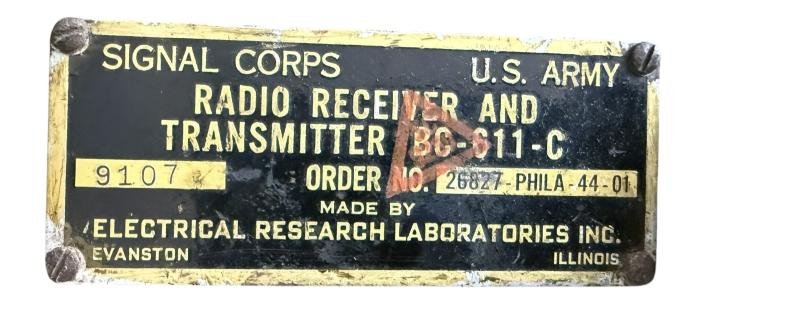 SIGNAL CORPS U.S. ARMY
RADIO RECEIVER AND
TRANSMITTER BC-611-C
9107 ORDER NO. 26827-PHILA-44-01
MADE BY
ELECTRICAL RESEARCH LABORATORIES INC.
EVANSTON ILLINOIS